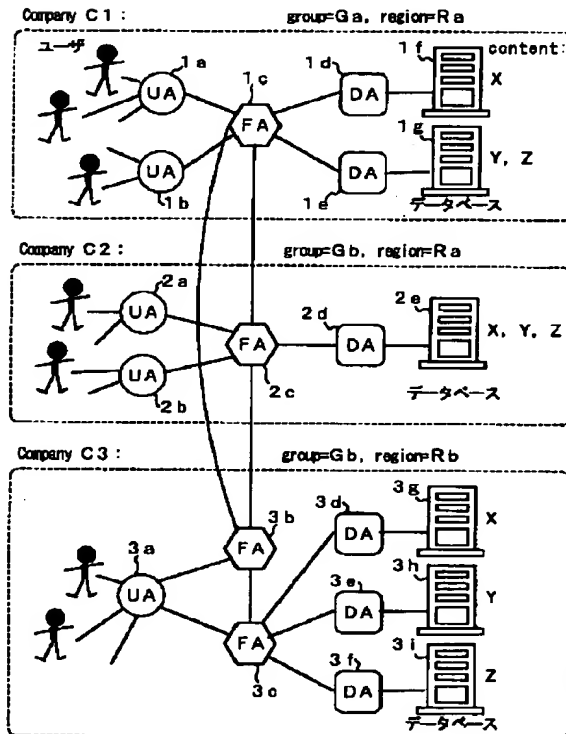 Company C1: group=Ga, region=Ra
ユーザ
1a
1c
1d
1f
content:
UA
FA
DA
X
1g
UA
DA
Y, Z
1b
1e
データベース
Company C2: group=Gb, region=Ra
2a
2d
2e
UA
FA
DA
X, Y, Z
UA
2c
2b
データベース
Company C3: group=Gb, region=Rb
3g
3d
3b
X
3a
DA
FA
3h
UA
3e
Y
DA
FA
3i
3f
3c
Z
DA
データベース